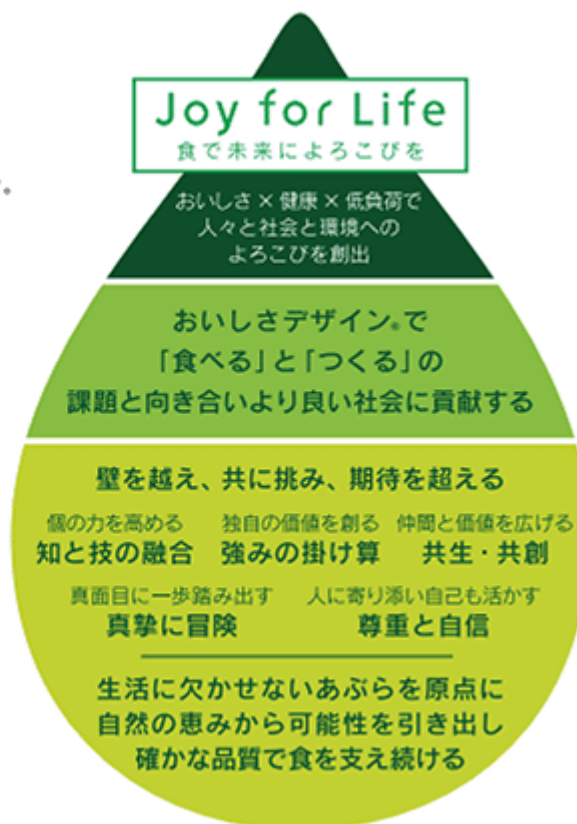 Joy for Life
食で未来によろこびを
おいしさ×健康×低負荷で
人々と社会と環境への
よろこびを創出
おいしさデザイン®で
「食べる」と「つくる」の
課題と向き合いより良い社会に貢献する
壁を越え、共に挑み、期待を超える
個の力を高める 独自の価値を創る 仲間と価値を広げる
知と技の融合 強みの掛け算 共生・共創
真面目に一歩踏み出す 人に寄り添い自己も活かす
真摯に冒険 尊重と自信
生活に欠かせないあぶらを原点に
自然の恵みから可能性を引き出し
確かな品質で食を支え続ける